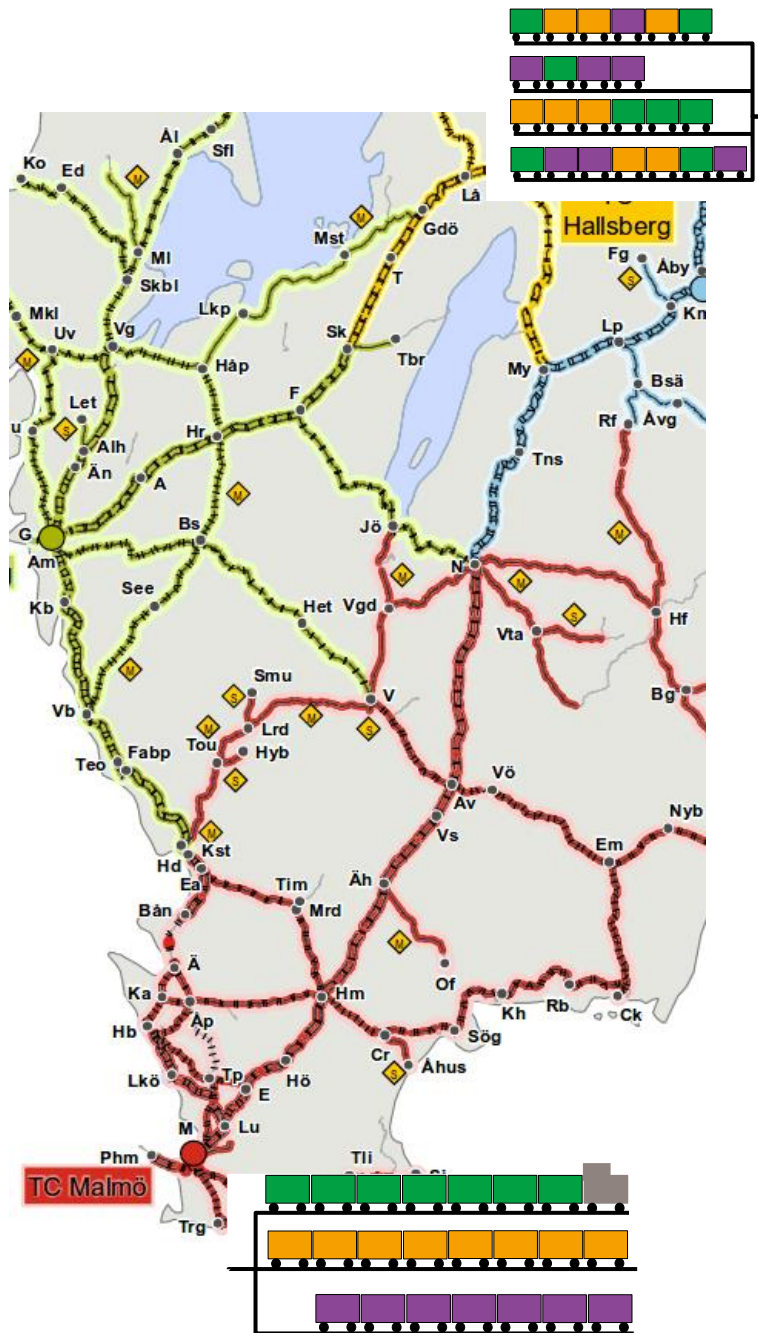 Ål
Sfl
Ko
Ed
Lå
Gdö
Hallsberg
Mst
Ml
Fg
Åby
Skbl
T
Mkl
Lkp
Km
Uv
Vg
Sk
Lp
Håp
Tbr
My
Bsä
Let
F
Rf
Åvg
u
Hr
Alh
Än
A
Tns
G
Am
Bs
Jö
N
Kb
See
Vgd
Het
Vta
Hf
Smu
V
Bg
Vb
Lrd
Tou
Hyb
Teo
Fabp
Av
Vö
Vs
Nyb
Em
Hd
Kst
Ea
Äh
Tim
Mrd
Bån
Ä
Of
Ka
Hm
Åp
Kh
Rb
Ck
Hb
Sög
Cr
Åhus
Lkö
Tp
Hö
E
M
Lu
Phm
Tli
TC Malmö
Trg
M
M
M
S
S
M
M
M
M
S
M
S
M
M
S
S
M
M
S